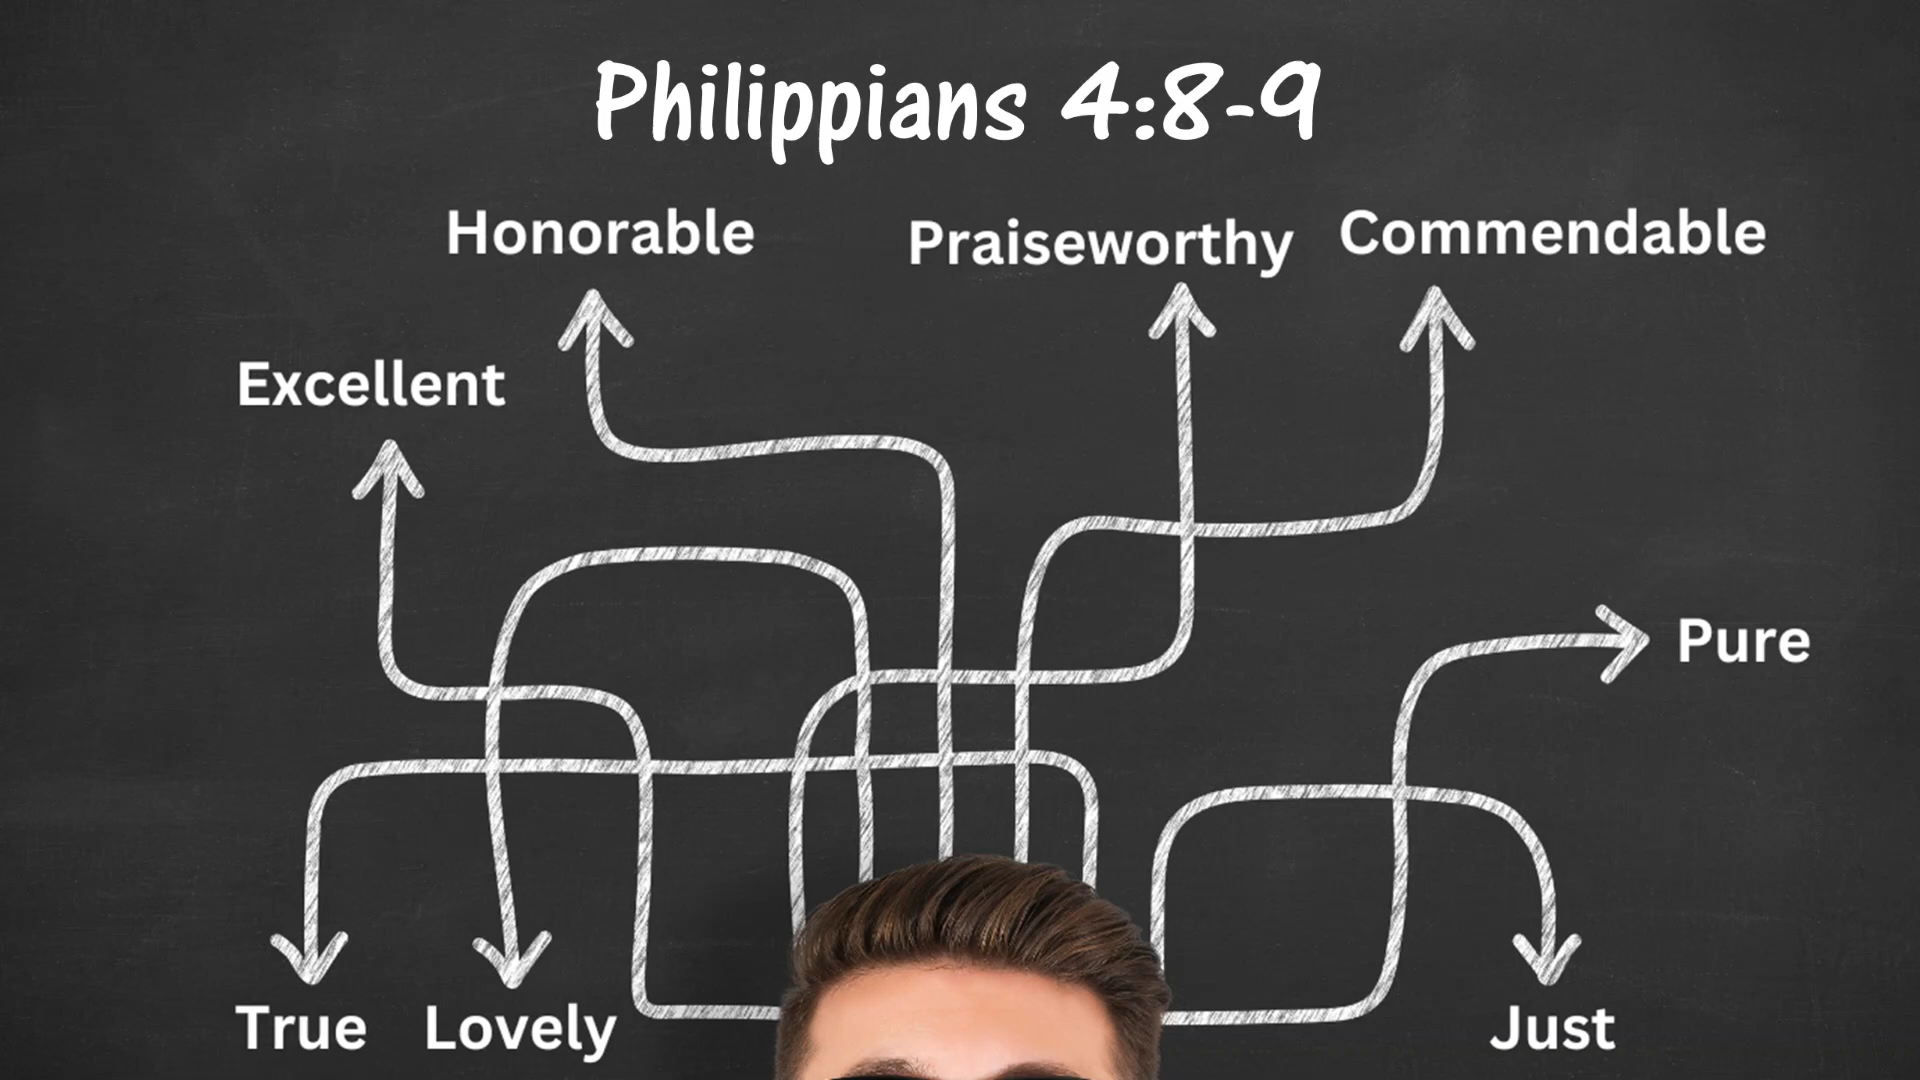 Philippians 4:8-9
Honorable
Praiseworthy
Commendable
Excellent
Pure
True
Lovely
Just